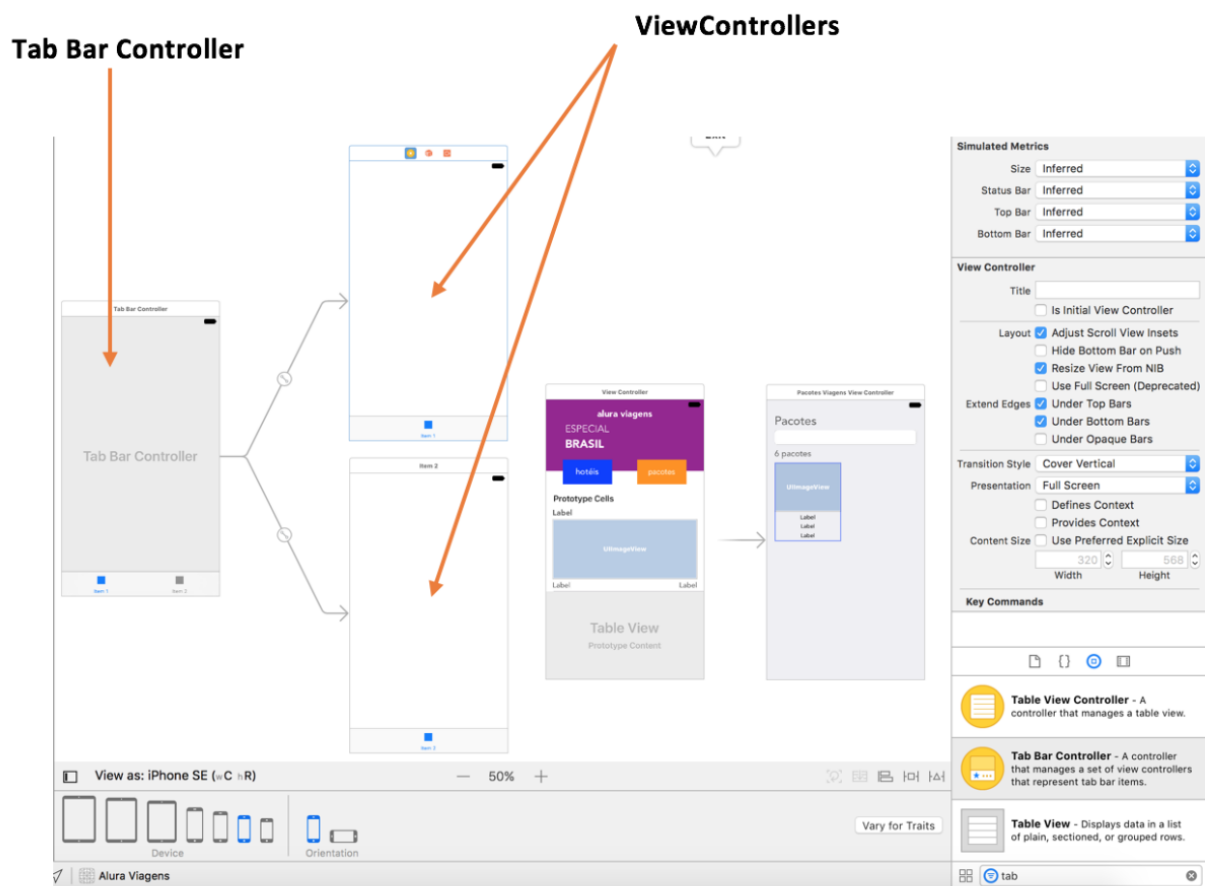 ViewControllers
Tab Bar Controller
Simulated Metrics
Size Inferred
Status Bar Inferred
Top Bar Inferred
Bottom Bar Inferred
View Controller
Title
Is Initial View Controller
Layout Adjust Scroll View Insets
Hide Bottom Bar on Push
Resize View From NIB
Use Full Screen (Deprecated)
Extend Edges Under Top Bars
Under Bottom Bars
Under Opaque Bars
Transition Style Cover Vertical
Presentation Full Screen
Defines Context
Provides Context
Content Size Use Preferred Explicit Size
320 568
Width Height
Key Commands
Tab Bar Controller
Tab Bar Controller
Item 1 Item 2
Item 1
Item 2
Item 2
View Controller
alura viagens
ESPECIAL
BRASIL
hotéis pacotes
Prototype Cells
Label
UIImageView
Label Label
Table View
Prototype Content
Pacotes Viagens View Controller
Pacotes
6 pacotes
UIImageView
Label
Label
Label
Table View Controller - A
controller that manages a table view.
Tab Bar Controller - A controller
that manages a set of view controllers
that represent tab bar items.
Table View - Displays data in a list
of plain, sectioned, or grouped rows.
tab
View as: iPhone SE (wC hR)
50%
Device
Orientation
Vary for Traits
Alura Viagens